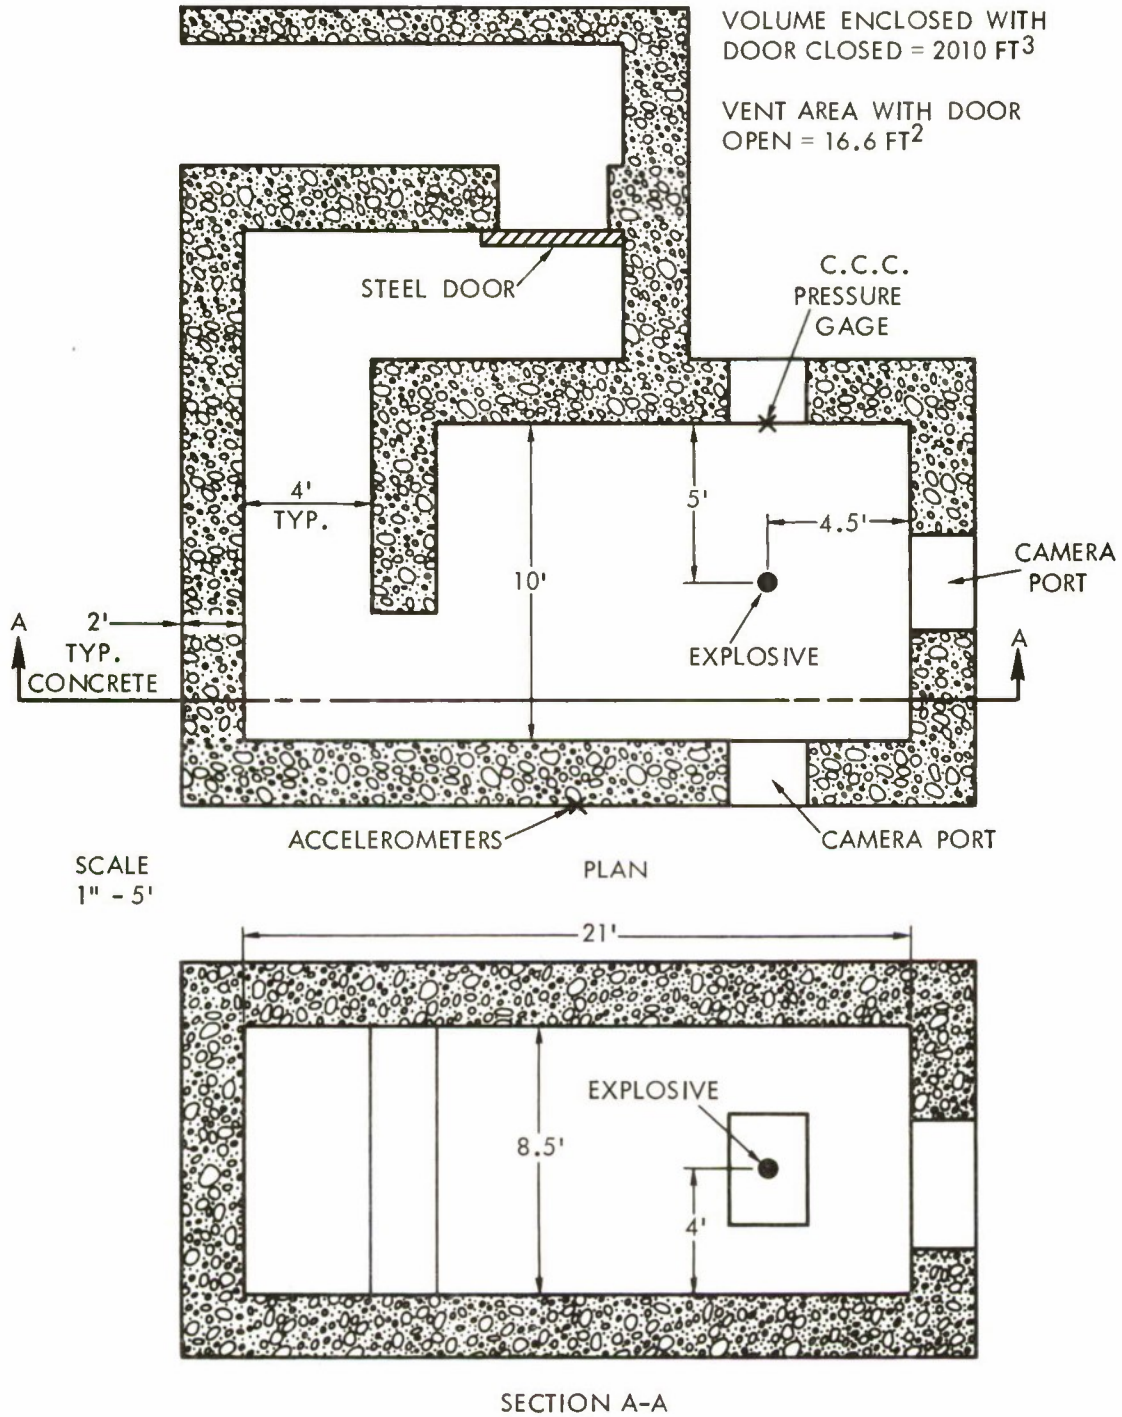 VOLUME ENCLOSED WITH
DOOR CLOSED = 2010 FT3
VENT AREA WITH DOOR
OPEN = 16.6 FT2
STEEL DOOR
C.C.C.
PRESSURE
GAGE
4'
TYP.
5'
4.5'
10'
CAMERA
PORT
EXPLOSIVE
A
2'
TYP.
CONCRETE
A
ACCELEROMETERS
CAMERA PORT
SCALE
1" - 5'
PLAN
21'
EXPLOSIVE
8.5'
4'
SECTION A-A